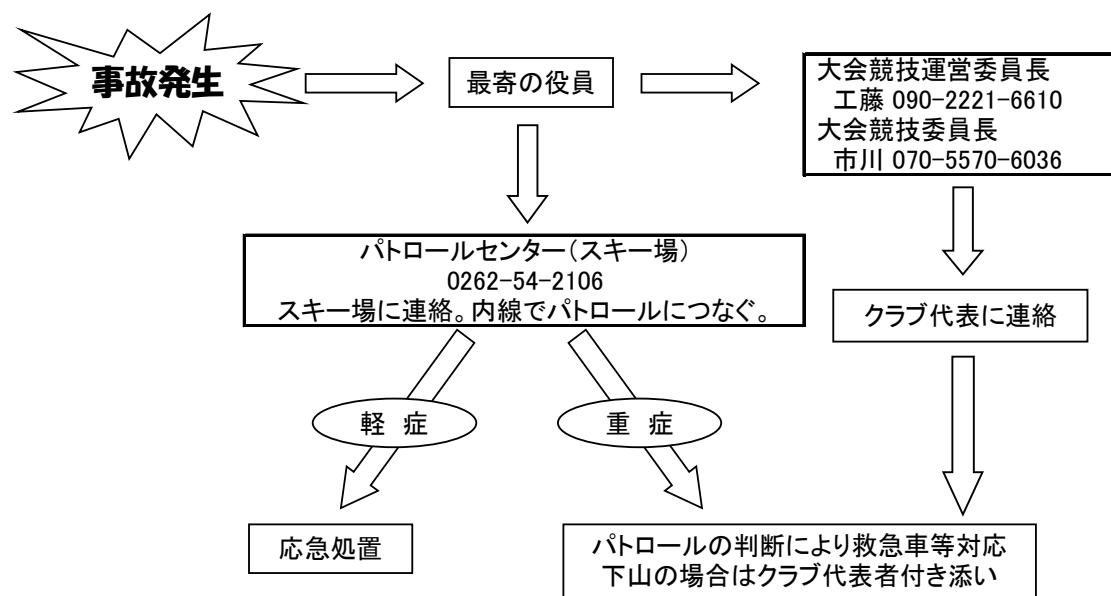 事故発生
最寄の役員
大会競技運営委員長
工藤 090-2221-6610
大会競技委員長
市川 070-5570-6036
パトロールセンター(スキー場)
0262-54-2106
スキー場に連絡。内線でパトロールにつなぐ。
クラブ代表に連絡
軽 症
重 症
応急処置
パトロールの判断により救急車等対応
下山の場合はクラブ代表者付き添い